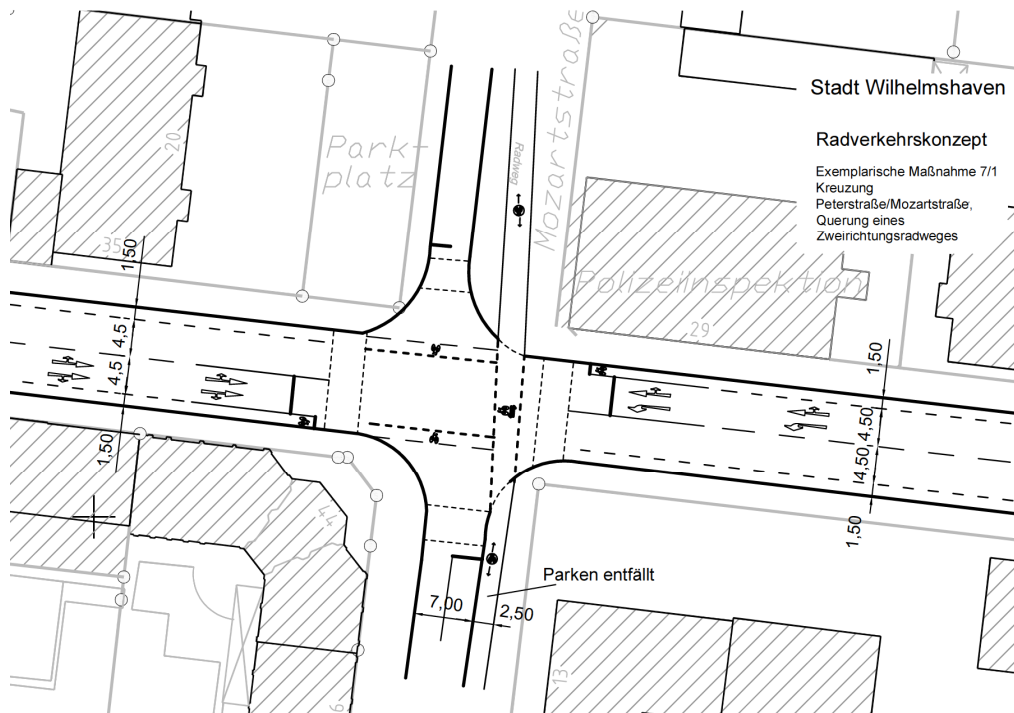 Stadt Wilhelmshaven
Radverkehrskonzept
Exemplarische Maßnahme 7/1
Kreuzung
Peterstraße/Mozartstraße,
Querung eines
Zweirichtungsradweges
Park-
platz
Radweg
Mozartstraße
20
35
Polizeiinspektion
29
1,50
4,5
4,5
1,50
1,50
4,50
4,50
1,50
44
Parken entfällt
7,00
2,50
13
6